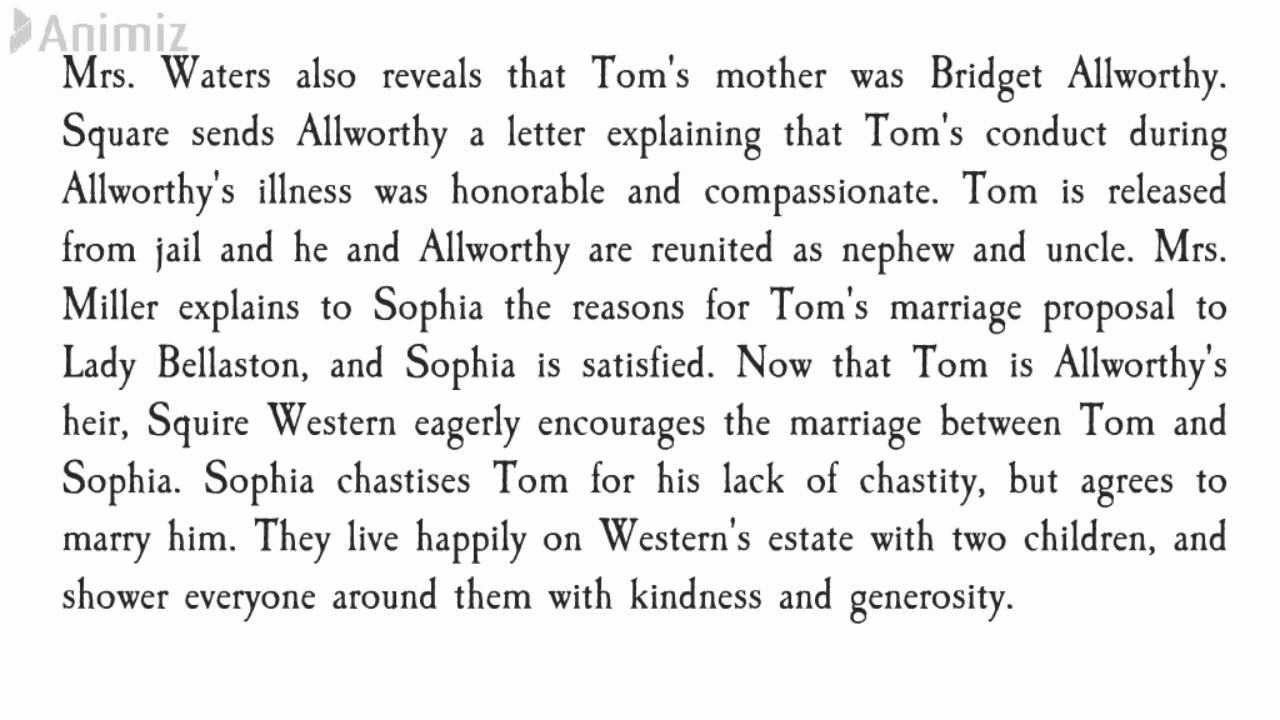 Animiz
Mrs. Waters also reveals that Tom's mother was Bridget Allworthy.
Square sends Allworthy a letter explaining that Tom's conduct during
Allworthy's illness was honorable and compassionate. Tom is released
from jail and he and Allworthy are reunited as nephew and uncle. Mrs.
Miller explains to Sophia the reasons for Tom's marriage proposal to
Lady Bellaston, and Sophia is satisfied. Now that Tom is Allworthy's
heir, Squire Western eagerly encourages the marriage between Tom and
Sophia. Sophia chastises Tom for his lack of chastity, but agrees to
marry him. They live happily on Western's estate with two children, and
shower everyone around them with kindness and generosity.